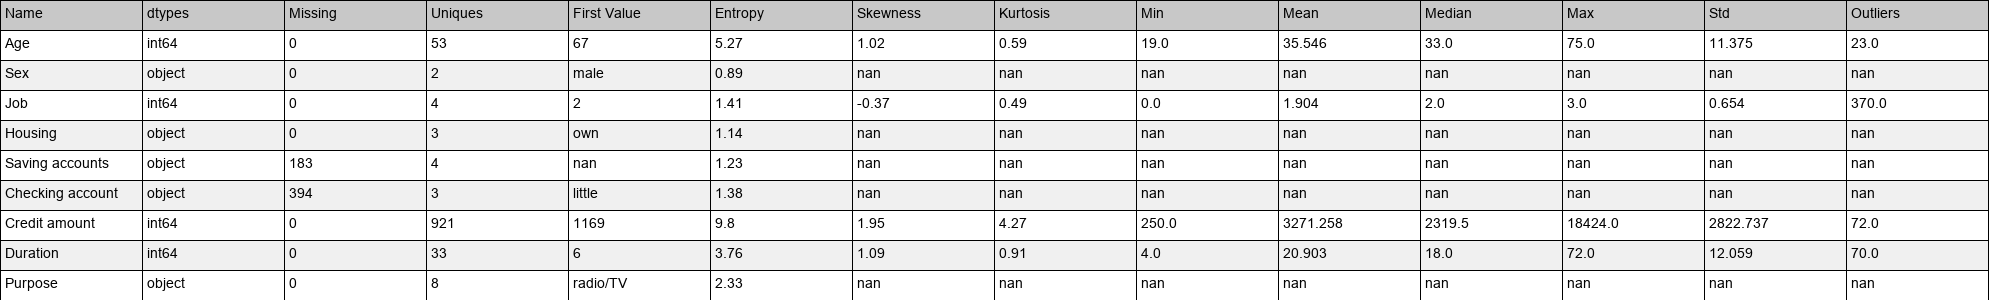 Name dtypes Missing Uniques First Value Entropy Skewness Kurtosis Min Mean Median Max Std Outliers
Age int64 0 53 67 5.27 1.02 0.59 19.0 35.546 33.0 75.0 11.375 23.0
Sex object 0 2 male 0.89 nan nan nan nan nan nan nan nan
Job int64 0 4 2 1.41 -0.37 0.49 0.0 1.904 2.0 3.0 0.654 370.0
Housing object 0 3 own 1.14 nan nan nan nan nan nan nan nan
Saving accounts object 183 4 nan 1.23 nan nan nan nan nan nan nan nan
Checking account object 394 3 little 1.38 nan nan nan nan nan nan nan nan
Credit amount int64 0 921 1169 9.8 1.95 4.27 250.0 3271.258 2319.5 18424.0 2822.737 72.0
Duration int64 0 33 6 3.76 1.09 0.91 4.0 20.903 18.0 72.0 12.059 70.0
Purpose object 0 8 radio/TV 2.33 nan nan nan nan nan nan nan nan